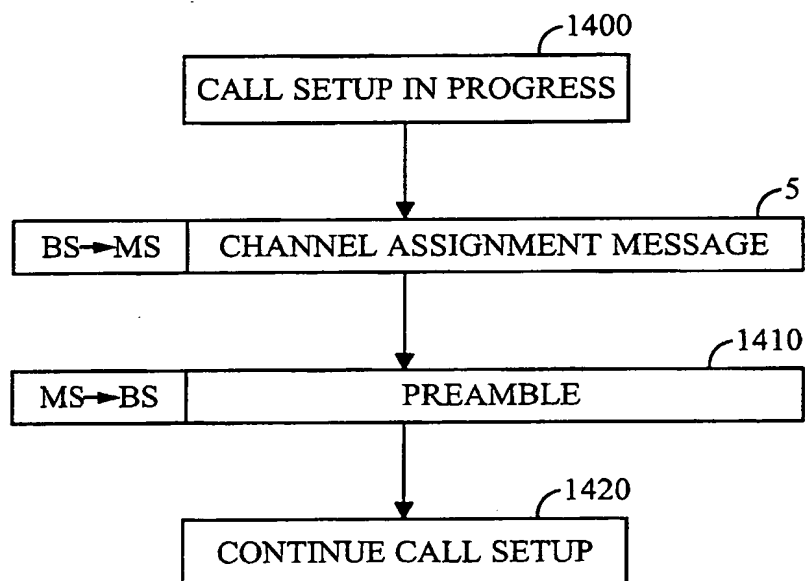 1400
CALL SETUP IN PROGRESS
5
BS→MS CHANNEL ASSIGNMENT MESSAGE
1410
MS→BS PREAMBLE
1420
CONTINUE CALL SETUP